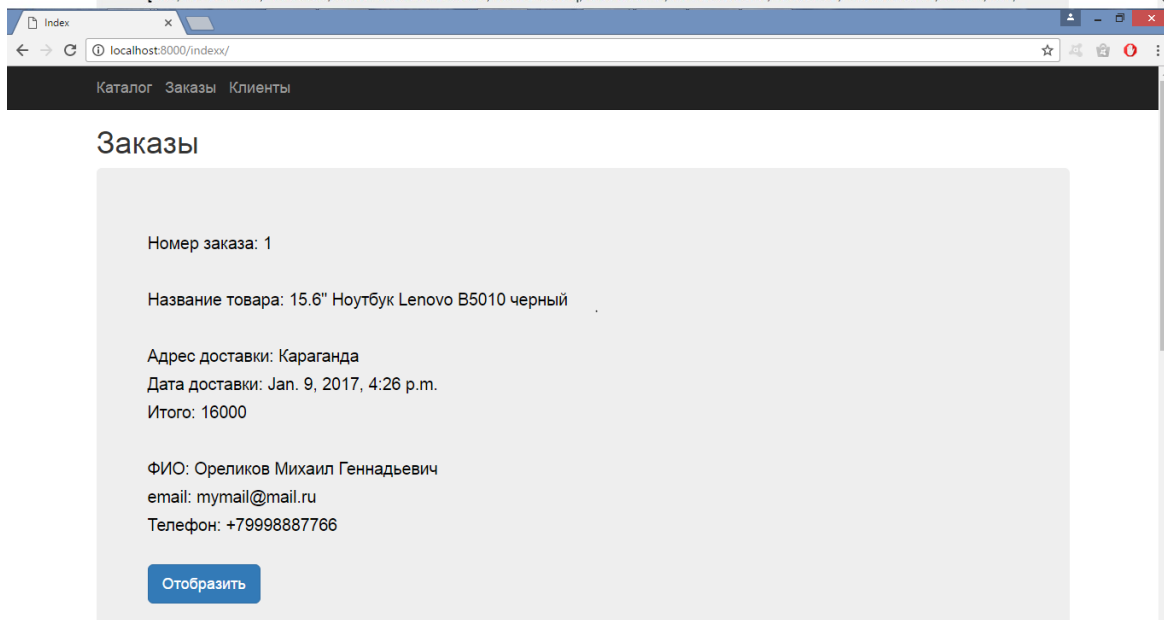 Index
localhost:8000/indexx/
Каталог Заказы Клиенты
Заказы
Номер заказа: 1
Название товара: 15.6" Ноутбук Lenovo B5010 черный
Адрес доставки: Караганда
Дата доставки: Jan. 9, 2017, 4:26 p.m.
Итого: 16000
ФИО: Ореликов Михаил Геннадьевич
email: mymail@mail.ru
Телефон: +79998887766
Отобразить